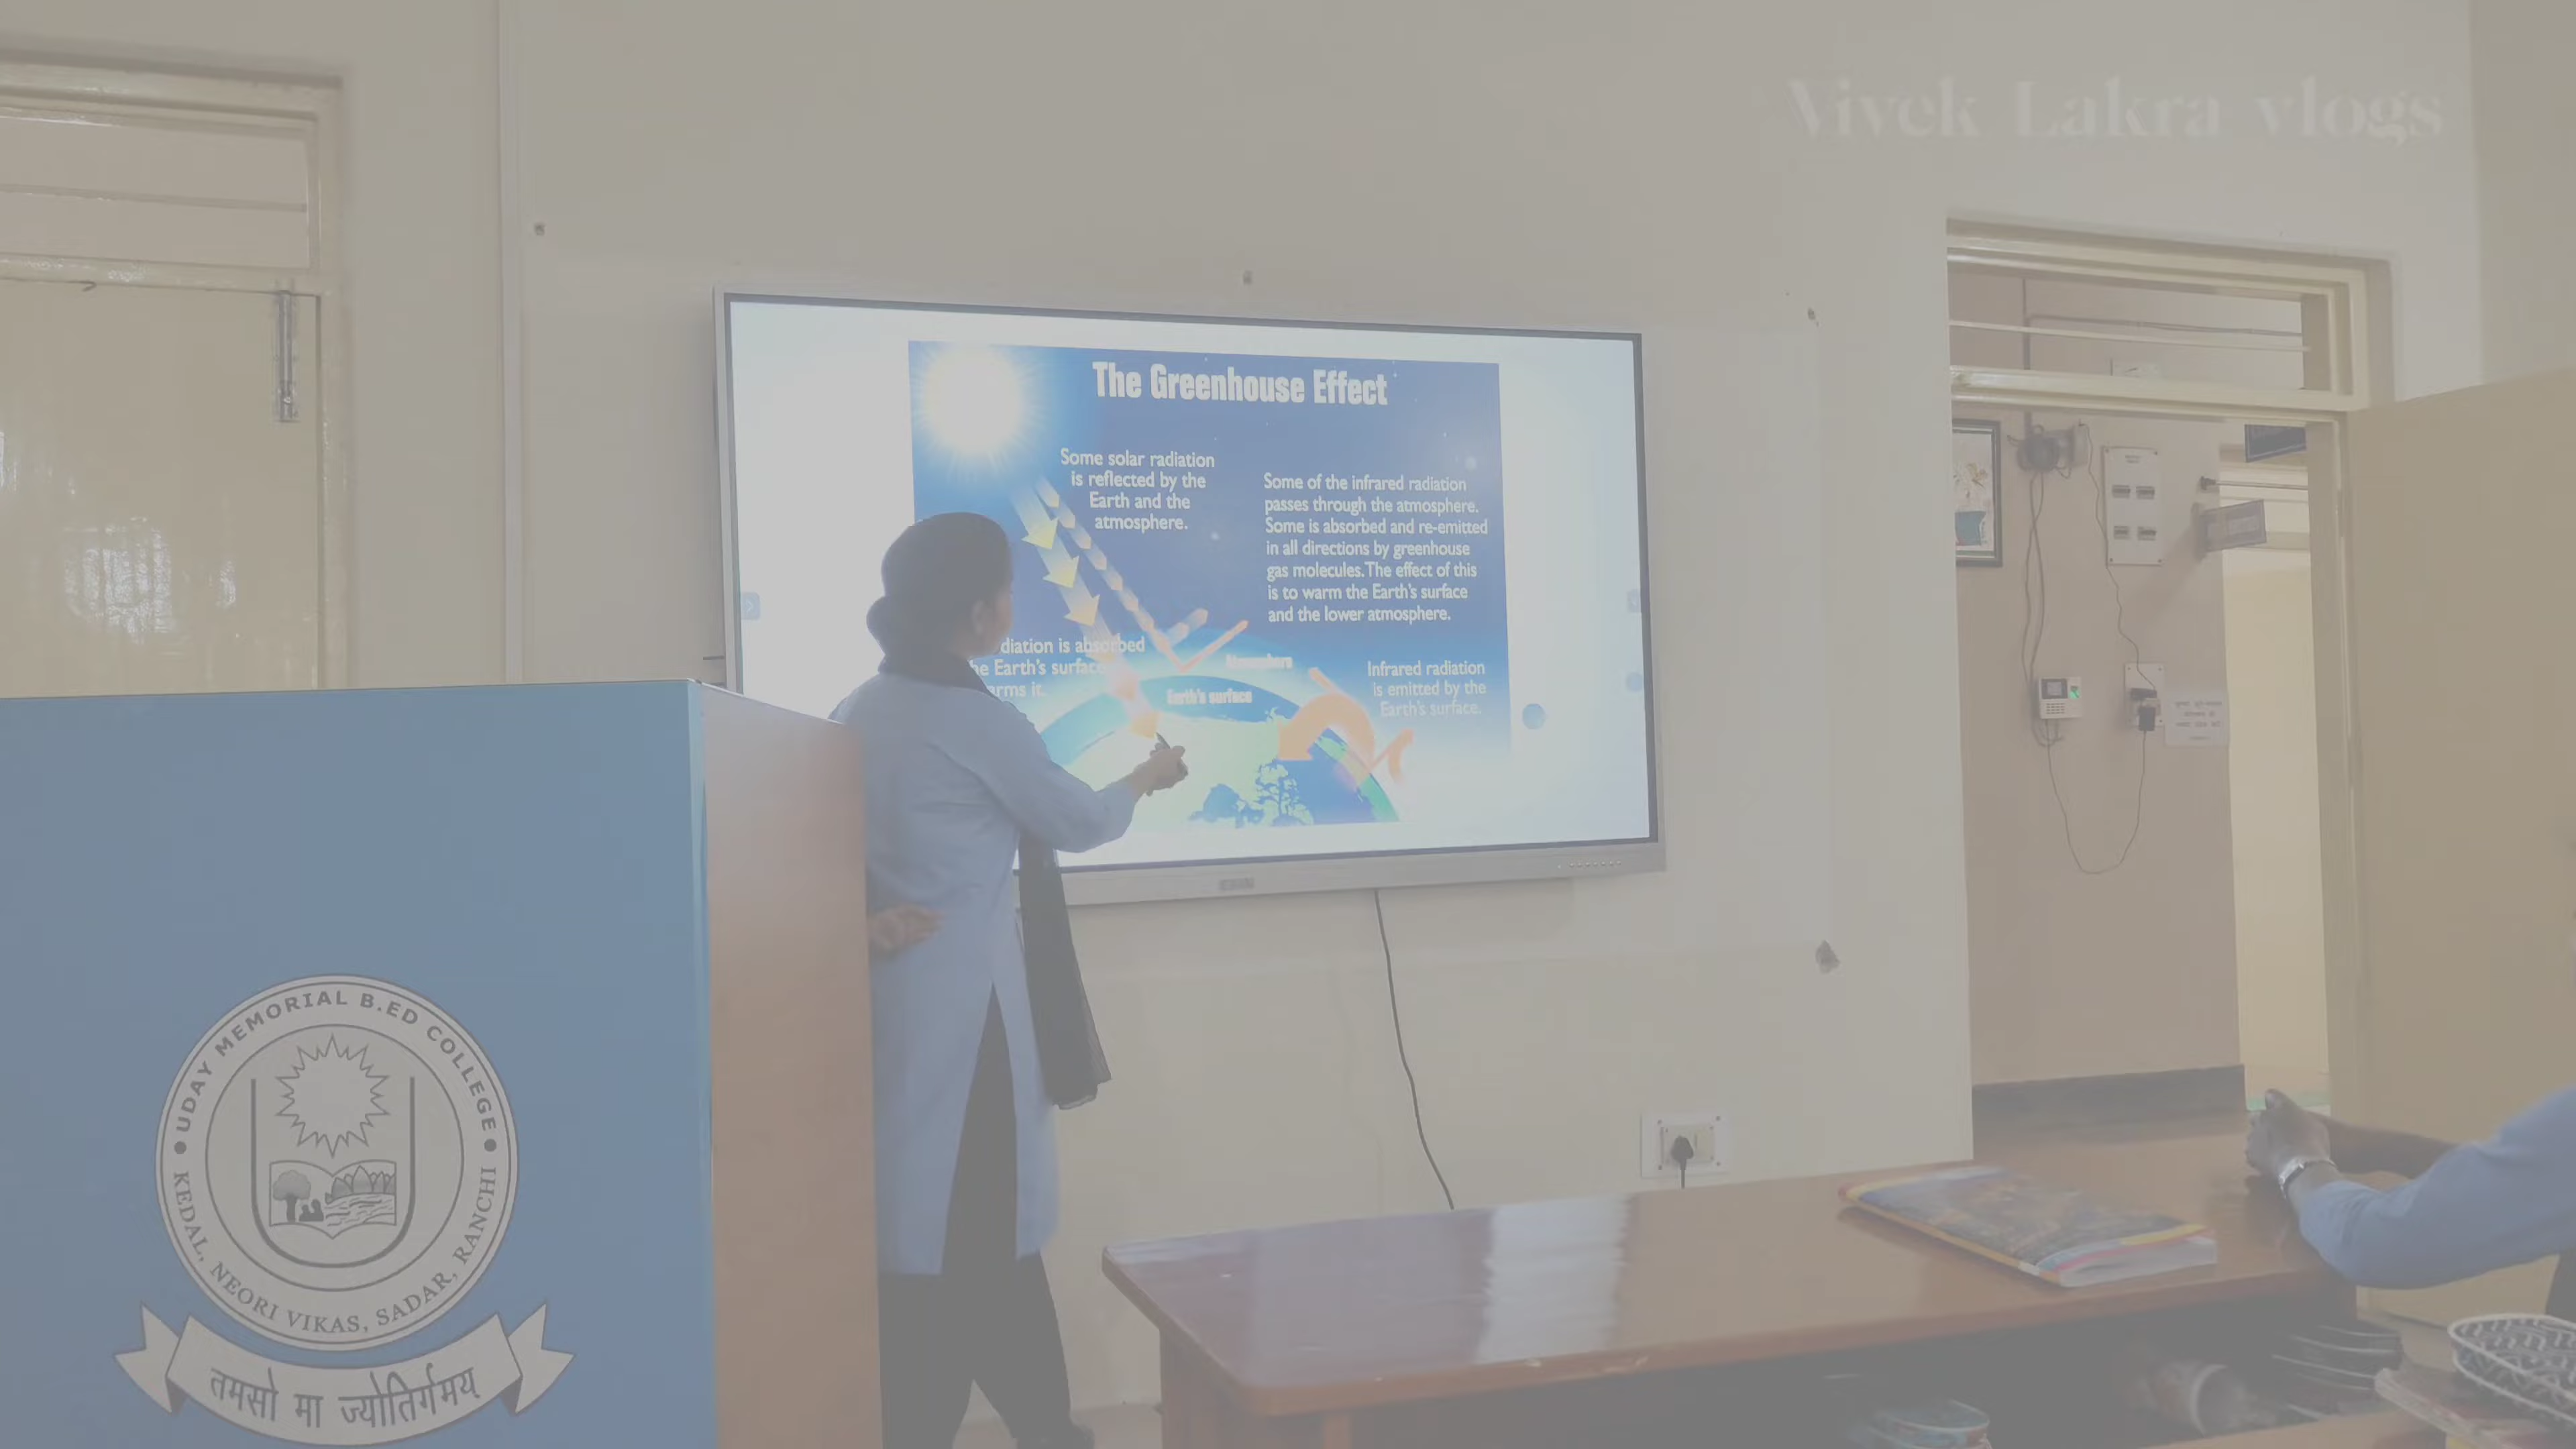 Vivek Lakra vlogs
The Greenhouse Effect
Some solar radiation
is reflected by the
Earth and the
atmosphere.
Some of the infrared radiation
passes through the atmosphere.
Some is absorbed and re-emitted
in all directions by greenhouse
gas molecules. The effect of this
is to warm the Earth's surface
and the lower atmosphere.
diation is absorbed
he Earth's surface
arms it.
Atmosphere
Earth's surface
Infrared radiation
is emitted by the
Earth's surface.
UDAY MEMORIAL B.ED COLLEGE
KEDAL, NEORI VIKAS, SADAR, RANCHI
तमसो मा ज्योतिर्गमय